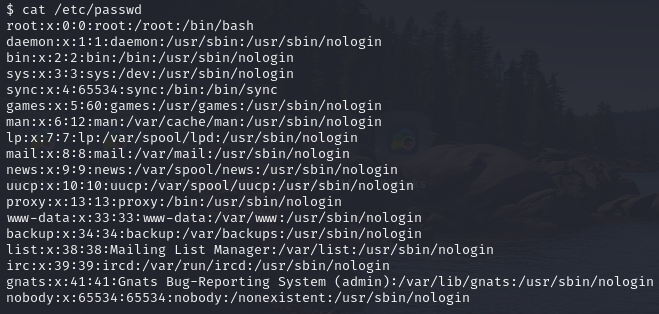 $ cat /etc/passwd
root:x:0:0:root:/root:/bin/bash
daemon:x:1:1:daemon:/usr/sbin:/usr/sbin/nologin
bin:x:2:2:bin:/bin:/usr/sbin/nologin
sys:x:3:3:sys:/dev:/usr/sbin/nologin
sync:x:4:65534:sync:/bin:/bin/sync
games:x:5:60:games:/usr/games:/usr/sbin/nologin
man:x:6:12:man:/var/cache/man:/usr/sbin/nologin
lp:x:7:7:lp:/var/spool/lpd:/usr/sbin/nologin
mail:x:8:8:mail:/var/mail:/usr/sbin/nologin
news:x:9:9:news:/var/spool/news:/usr/sbin/nologin
uucp:x:10:10:uucp:/var/spool/uucp:/usr/sbin/nologin
proxy:x:13:13:proxy:/bin:/usr/sbin/nologin
www-data:x:33:33:www-data:/var/www:/usr/sbin/nologin
backup:x:34:34:backup:/var/backups:/usr/sbin/nologin
list:x:38:38:Mailing List Manager:/var/list:/usr/sbin/nologin
irc:x:39:39:ircd:/var/run/ircd:/usr/sbin/nologin
gnats:x:41:41:Gnats Bug-Reporting System (admin):/var/lib/gnats:/usr/sbin/nologin
nobody:x:65534:65534:nobody:/nonexistent:/usr/sbin/nologin